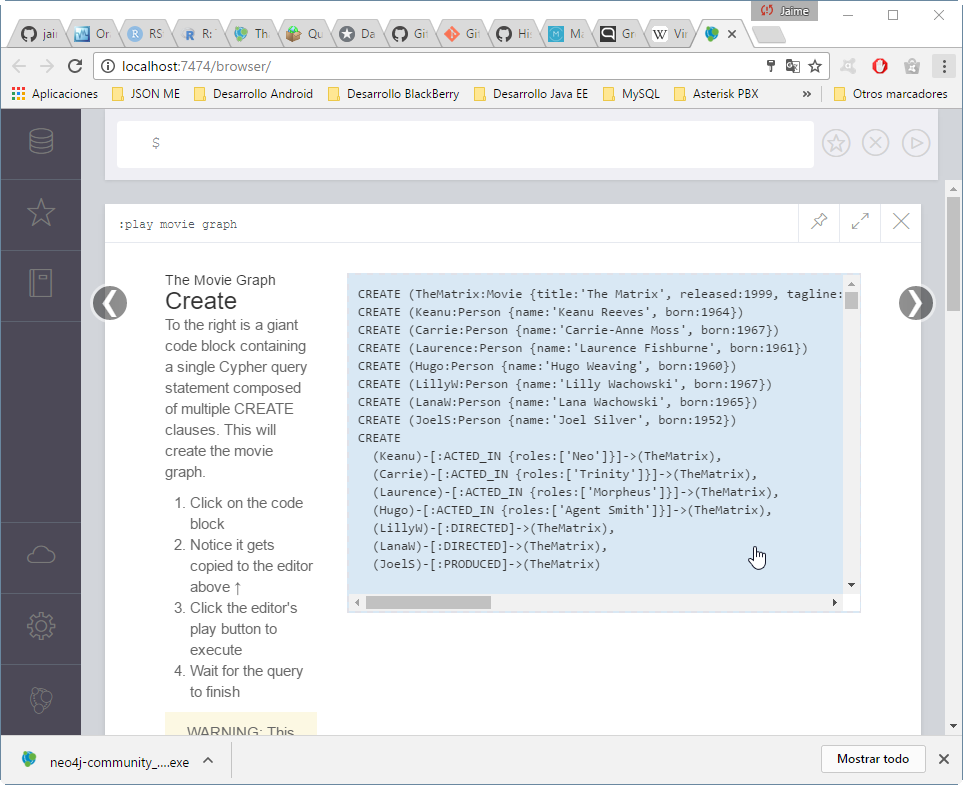 Jaime
jai
Or
RS
R:
Th
Qu
Da
Git
Git
His
Ma
Gr
Vir
localhost:7474/browser/
Aplicaciones
JSON ME
Desarrollo Android
Desarrollo BlackBerry
Desarrollo Java EE
MySQL
Asterisk PBX
»
Otros marcadores
$
:play movie graph
The Movie Graph
Create
To the right is a giant
code block containing
a single Cypher query
statement composed
of multiple CREATE
clauses. This will
create the movie
graph.
1. Click on the code
block
2. Notice it gets
copied to the editor
above ↑
3. Click the editor's
play button to
execute
4. Wait for the query
to finish
WARNING: This
CREATE (TheMatrix:Movie {title:'The Matrix', released:1999, tagline:
CREATE (Keanu:Person {name:'Keanu Reeves', born:1964})
CREATE (Carrie:Person {name:'Carrie-Anne Moss', born:1967})
CREATE (Laurence:Person {name:'Laurence Fishburne', born:1961})
CREATE (Hugo:Person {name:'Hugo Weaving', born:1960})
CREATE (LillyW:Person {name:'Lilly Wachowski', born:1967})
CREATE (LanaW:Person {name:'Lana Wachowski', born:1965})
CREATE (JoelS:Person {name:'Joel Silver', born:1952})
CREATE
(Keanu)-[:ACTED_IN {roles:['Neo']}]->(TheMatrix),
(Carrie)-[:ACTED_IN {roles:['Trinity']}]->(TheMatrix),
(Laurence)-[:ACTED_IN {roles:['Morpheus']}]->(TheMatrix),
(Hugo)-[:ACTED_IN {roles:['Agent Smith']}]->(TheMatrix),
(LillyW)-[:DIRECTED]->(TheMatrix),
(LanaW)-[:DIRECTED]->(TheMatrix),
(JoelS)-[:PRODUCED]->(TheMatrix)
neo4j-community_....exe
Mostrar todo